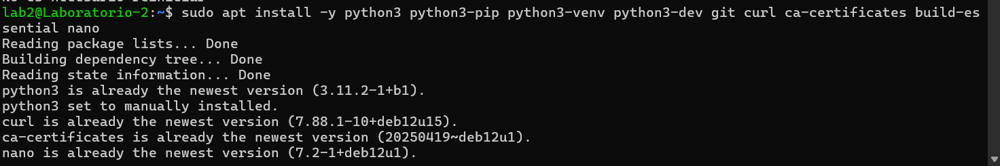 lab2@Laboratorio-2:~$ sudo apt install -y python3 python3-pip python3-venv python3-dev git curl ca-certificates build-es
sential nano
Reading package lists... Done
Building dependency tree... Done
Reading state information... Done
python3 is already the newest version (3.11.2-1+b1).
python3 set to manually installed.
curl is already the newest version (7.88.1-10+deb12u15).
ca-certificates is already the newest version (20250419~deb12u1).
nano is already the newest version (7.2-1+deb12u1).